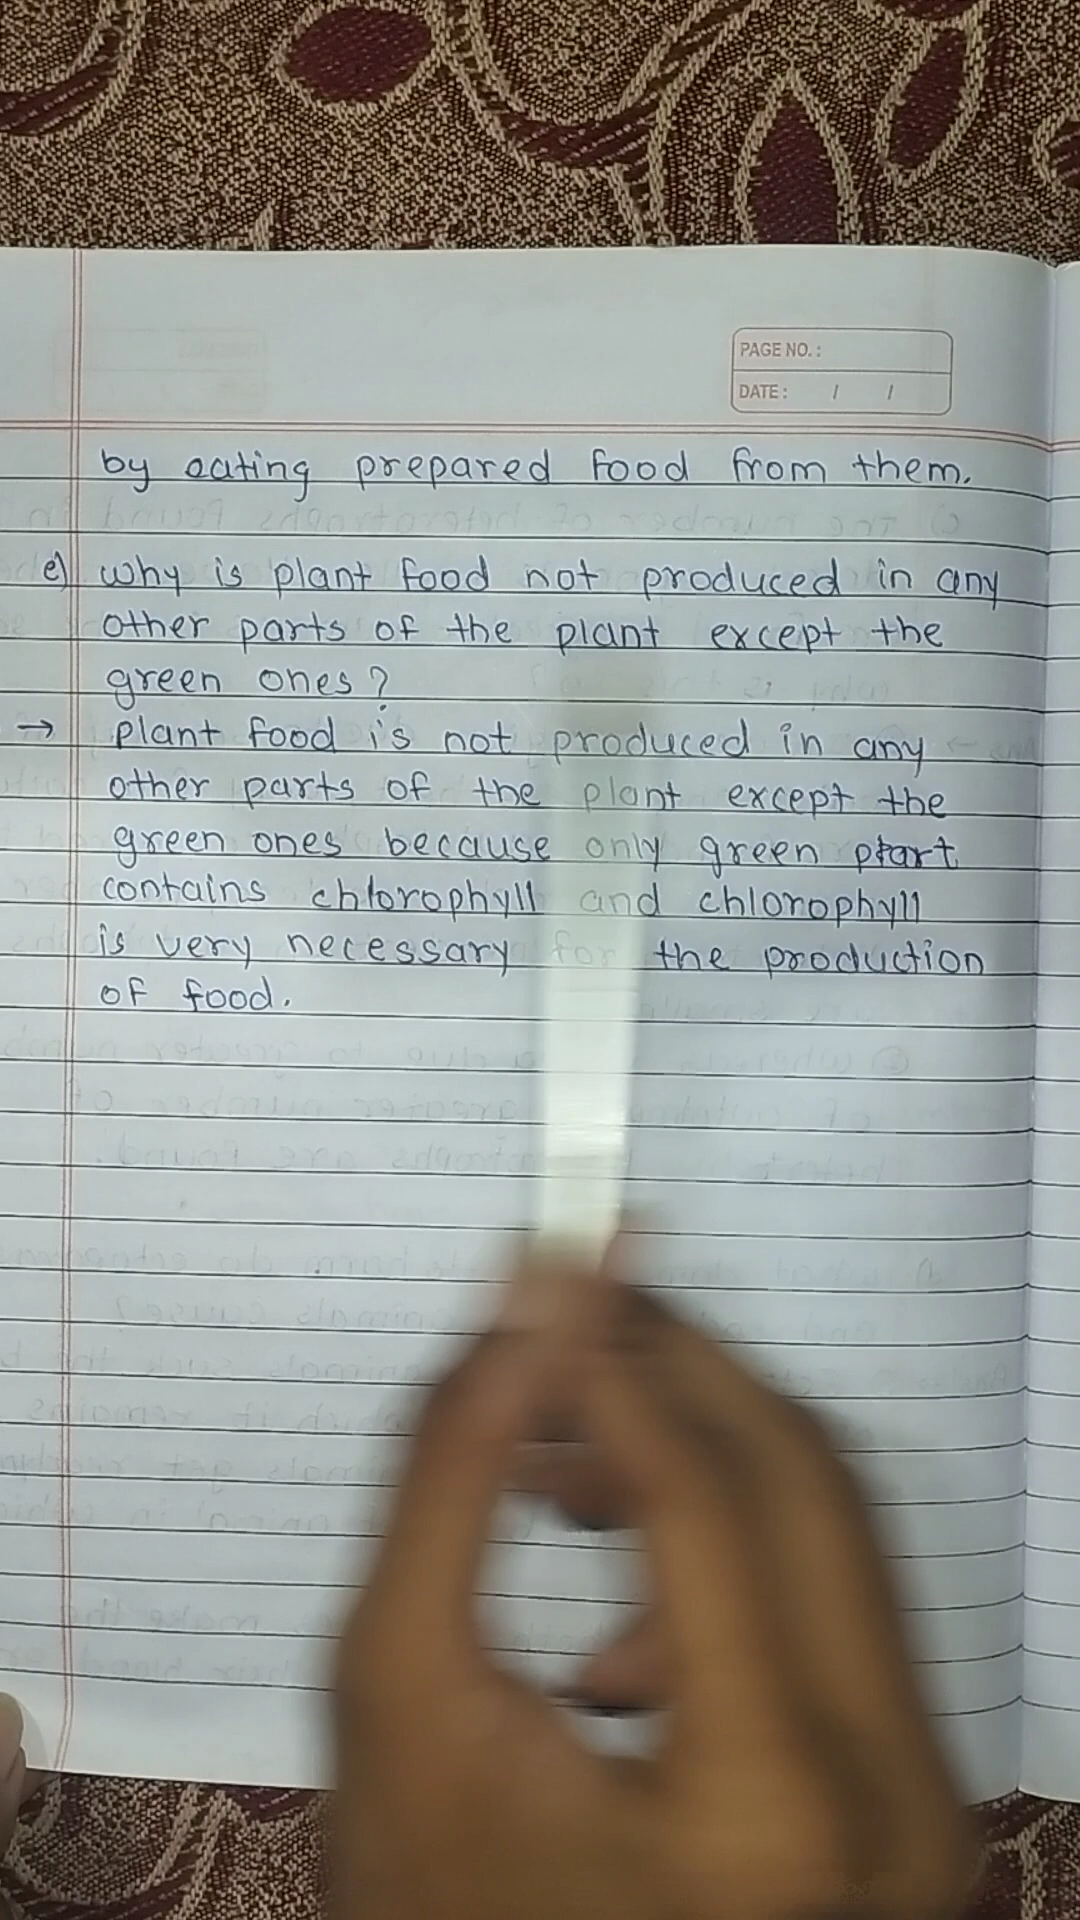 PAGE NO. :
DATE : / /
by eating prepared food from them.
e) why is plant food not produced in any
other parts of the plant except the
green ones?
→ Plant food is not produced in any
other parts of the plant except the
green ones because only green part
contains chlorophyll and chlorophyll
is very necessary for the production
of food.